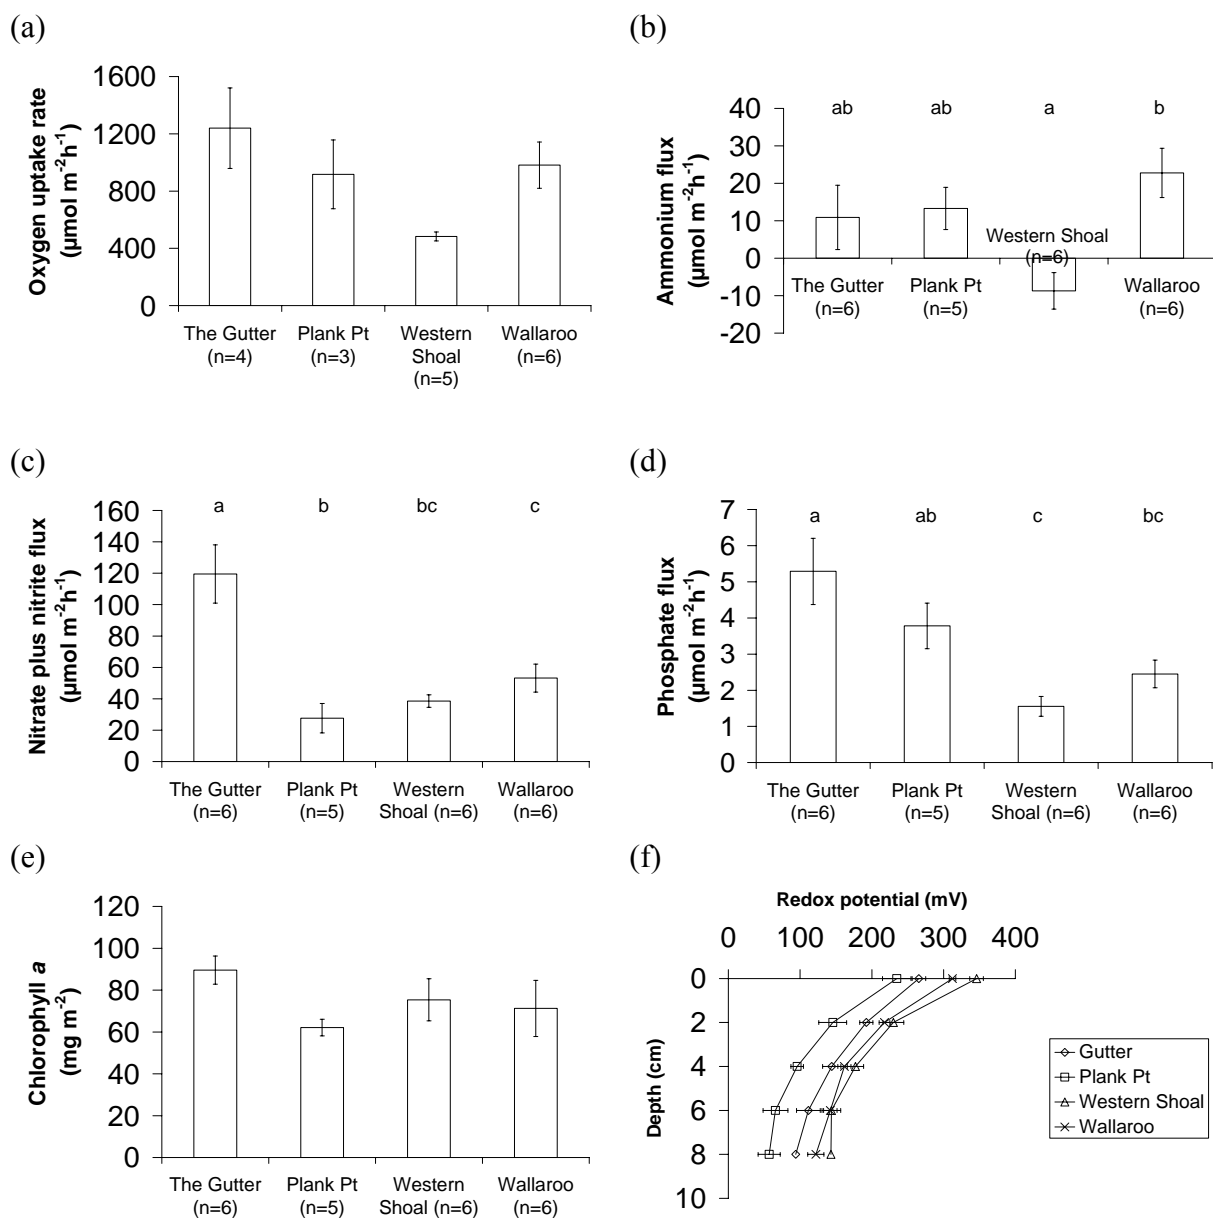 (a)
Oxygen uptake rate
(µmol m-2h-1)
1600
1200
800
400
0
The Gutter
(n=4)
Plank Pt
(n=3)
Western
Shoal
(n=5)
Wallaroo
(n=6)
(b)
Ammonium flux
(µmol m-2h-1)
40
30
20
10
0
-10
-20
ab
ab
a
b
The Gutter
(n=6)
Plank Pt
(n=5)
Western Shoal
(n=6)
Wallaroo
(n=6)
(c)
Nitrate plus nitrite flux
(µmol m-2h-1)
160
140
120
100
80
60
40
20
0
a
b
bc
c
The Gutter
(n=6)
Plank Pt
(n=5)
Western
Shoal (n=6)
Wallaroo
(n=6)
(d)
Phosphate flux
(µmol m-2h-1)
7
6
5
4
3
2
1
0
a
ab
c
bc
The Gutter
(n=6)
Plank Pt
(n=5)
Western
Shoal (n=6)
Wallaroo
(n=6)
(e)
Chlorophyll a
(mg m-2)
120
100
80
60
40
20
0
The Gutter
(n=6)
Plank Pt
(n=5)
Western
Shoal (n=6)
Wallaroo
(n=6)
(f)
Redox potential (mV)
0 100 200 300 400
Depth (cm)
0
2
4
6
8
10
Gutter
Plank Pt
Western Shoal
Wallaroo